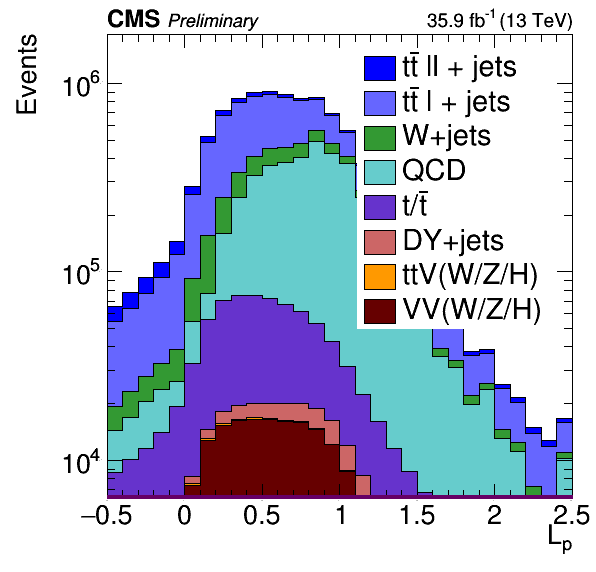 CMS Preliminary 35.9 fb⁻¹ (13 TeV)
Events
10⁶
10⁵
10⁴
tt̄ ll + jets
tt̄ l + jets
W+jets
QCD
t/t̄
DY+jets
ttV(W/Z/H)
VV(W/Z/H)
−0.5 0 0.5 1 1.5 2 2.5
Lₚ